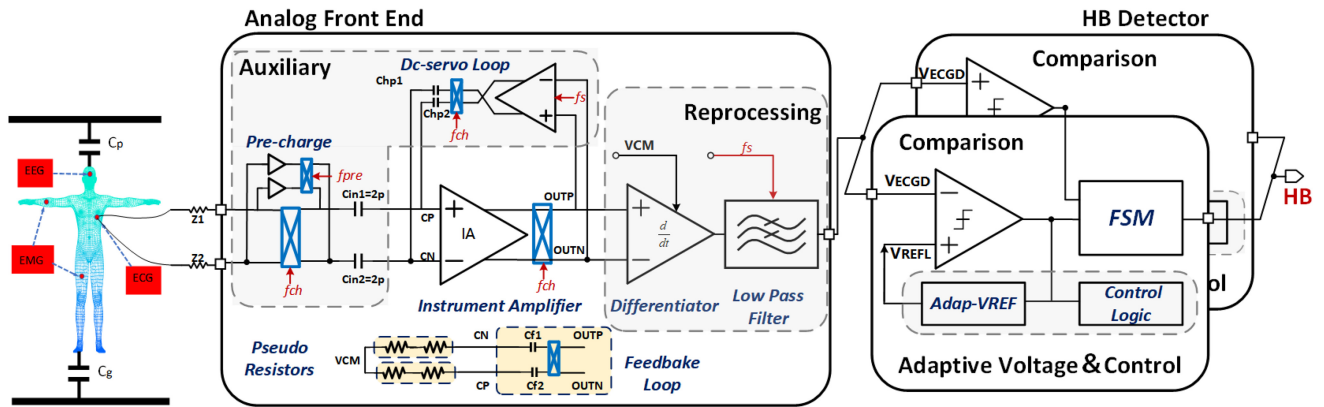 Analog Front End
HB Detector
Auxiliary
Dc-servo Loop
Chp1
Chp2
fch
fs
Pre-charge
fpre
Cin1=2p
Cin2=2p
fch
CP
CN
IA
OUTP
OUTN
fch
Instrument Amplifier
Reprocessing
VCM
fs
d
dt
Differentiator
Low Pass
Filter
Pseudo
Resistors
VCM
CN
CP
Cf1
Cf2
OUTP
OUTN
Feedbake
Loop
Cp
EEG
EMG
ECG
Cg
Z1
Z2
Comparison
VECGD
Comparison
VECGD
VREFL
FSM
Adap-VREF
Control
Logic
Adaptive Voltage & Control
ol
HB